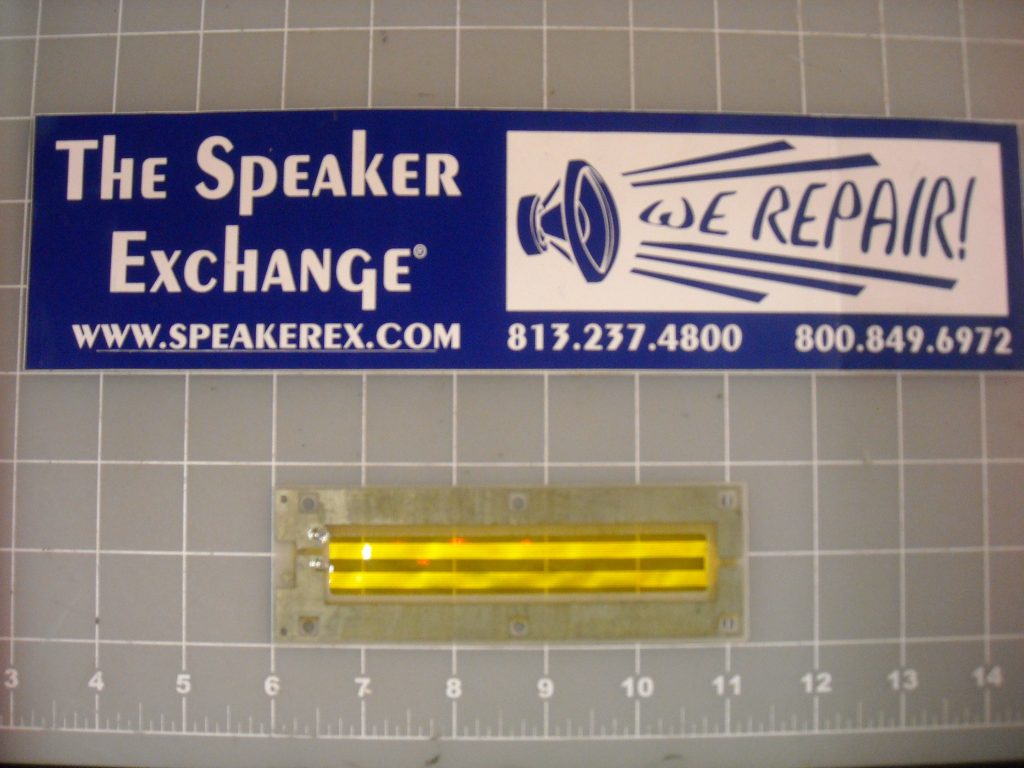 The Speaker
Exchange®
www.speakerex.com
WE REPAIR!
813.237.4800 800.849.6972
3 4 5 6 7 8 9 10 11 12 13 14